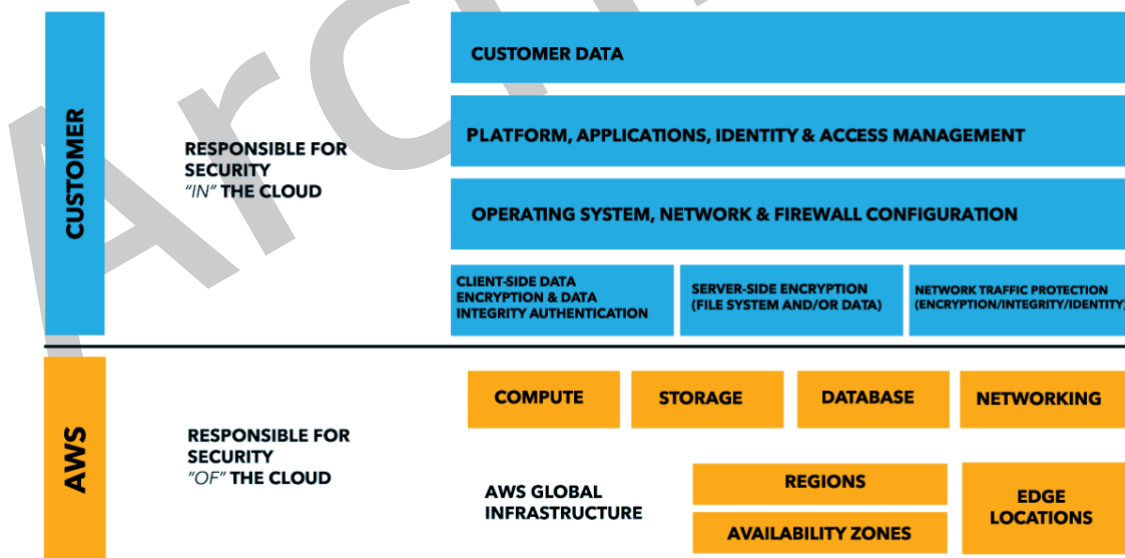 CUSTOMER
RESPONSIBLE FOR
SECURITY
"IN" THE CLOUD
CUSTOMER DATA
PLATFORM, APPLICATIONS, IDENTITY & ACCESS MANAGEMENT
OPERATING SYSTEM, NETWORK & FIREWALL CONFIGURATION
CLIENT-SIDE DATA
ENCRYPTION & DATA
INTEGRITY AUTHENTICATION
SERVER-SIDE ENCRYPTION
(FILE SYSTEM AND/OR DATA)
NETWORK TRAFFIC PROTECTION
(ENCRYPTION/INTEGRITY/IDENTITY)
AWS
RESPONSIBLE FOR
SECURITY
"OF" THE CLOUD
COMPUTE
STORAGE
DATABASE
NETWORKING
AWS GLOBAL
INFRASTRUCTURE
REGIONS
AVAILABILITY ZONES
EDGE
LOCATIONS